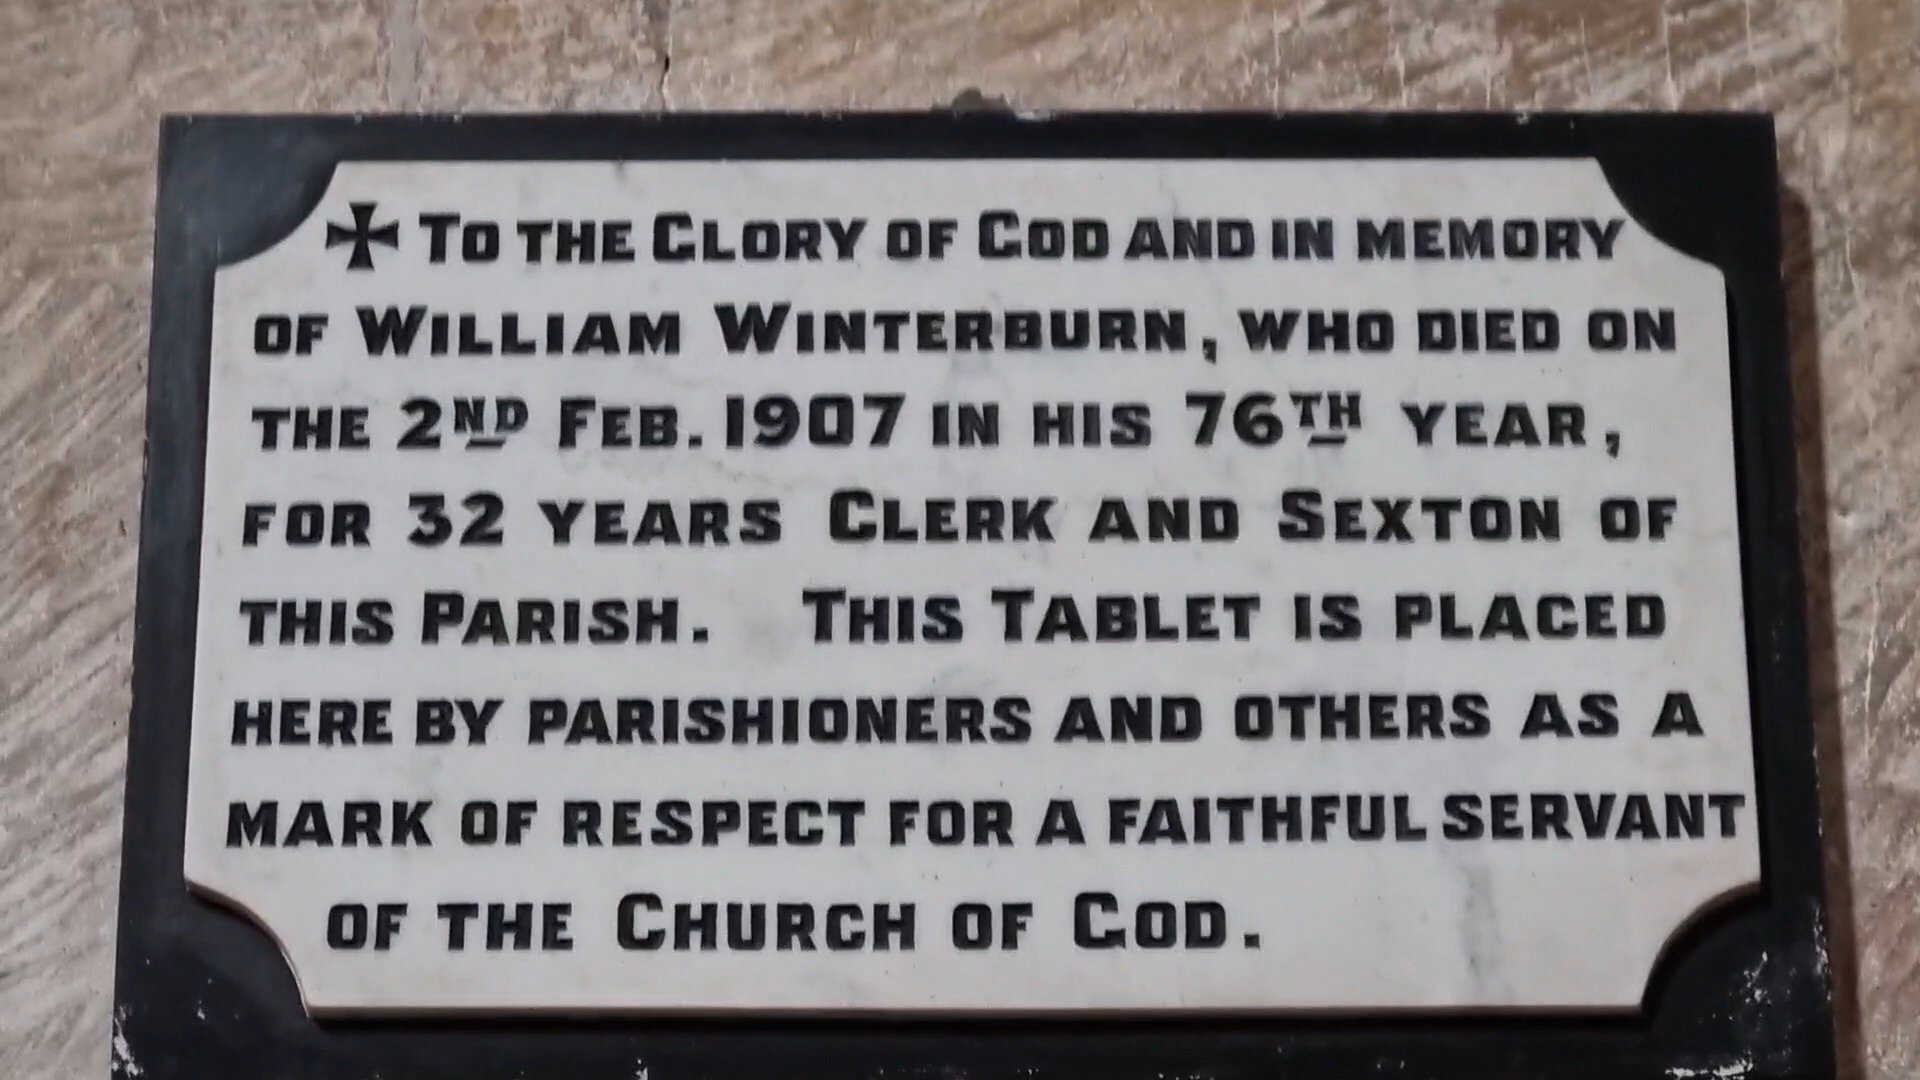 ✠ To the Glory of God and in memory
of William Winterburn, who died on
the 2nd Feb. 1907 in his 76th year,
for 32 years Clerk and Sexton of
this Parish. This Tablet is placed
here by parishioners and others as a
mark of respect for a faithful servant
of the Church of God.